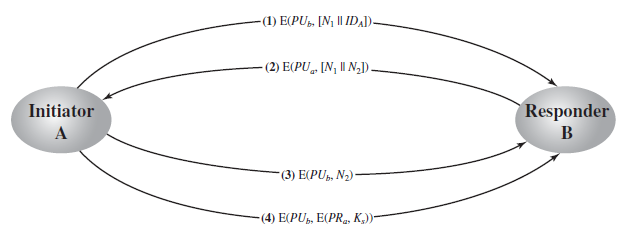 (1) E(PU_b, [N_1 || ID_A])
(2) E(PU_a, [N_1 || N_2])
Initiator
A
Responder
B
(3) E(PU_b, N_2)
(4) E(PU_b, E(PR_a, K_s))